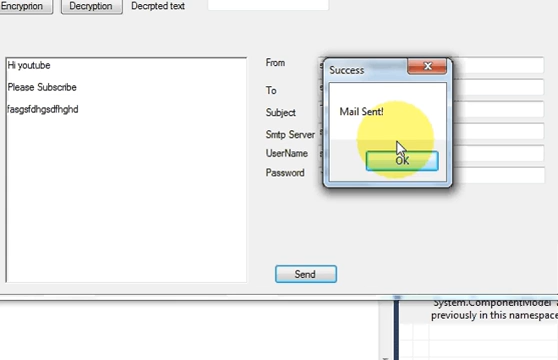 Encryprion
Decryption
Decrpted text
Hi youtube
Please Subscribe
fasgsfdhgsdfhghd
From
To
Subject
Smtp Server
UserName
Password
Success
Mail Sent!
OK
Send
'System.ComponentModel
previously in this namespace